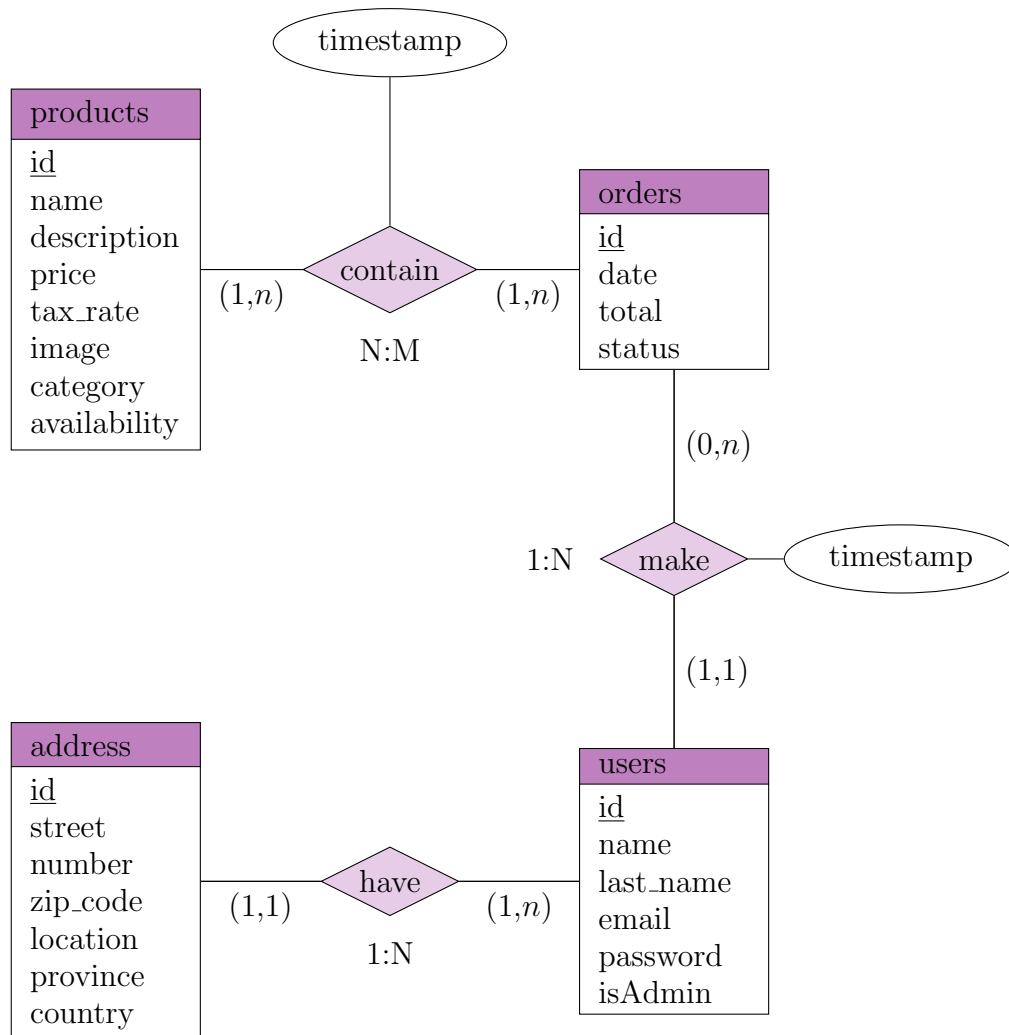 timestamp
products
id
name
description
price
tax_rate
image
category
availability
(1,n)
contain
(1,n)
N:M
orders
id
date
total
status
(0,n)
1:N
make
timestamp
(1,1)
address
id
street
number
zip_code
location
province
country
(1,1)
have
(1,n)
1:N
users
id
name
last_name
email
password
isAdmin